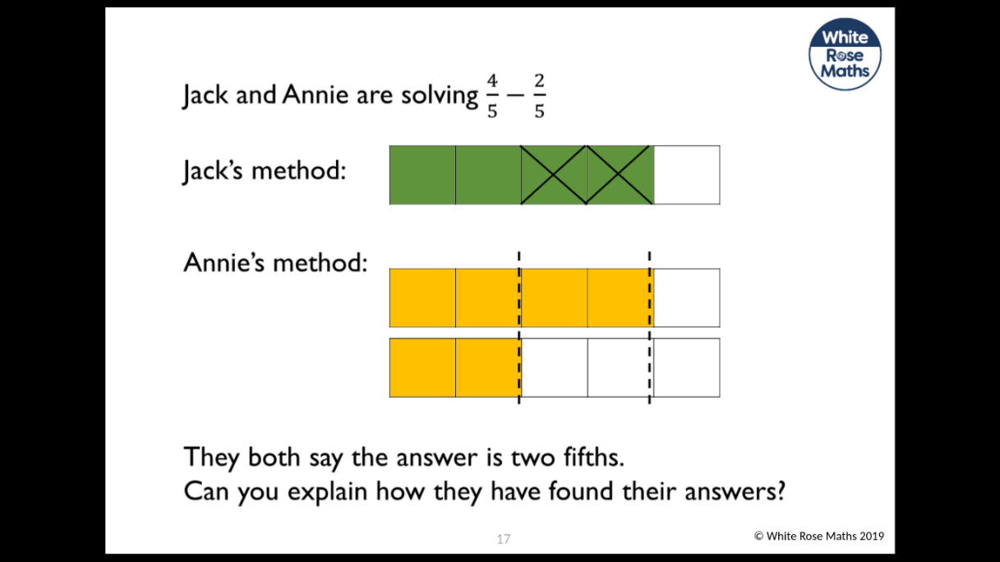 White
Rose
Maths
Jack and Annie are solving 4/5 − 2/5
Jack's method:
Annie's method:
They both say the answer is two fifths.
Can you explain how they have found their answers?
17
© White Rose Maths 2019